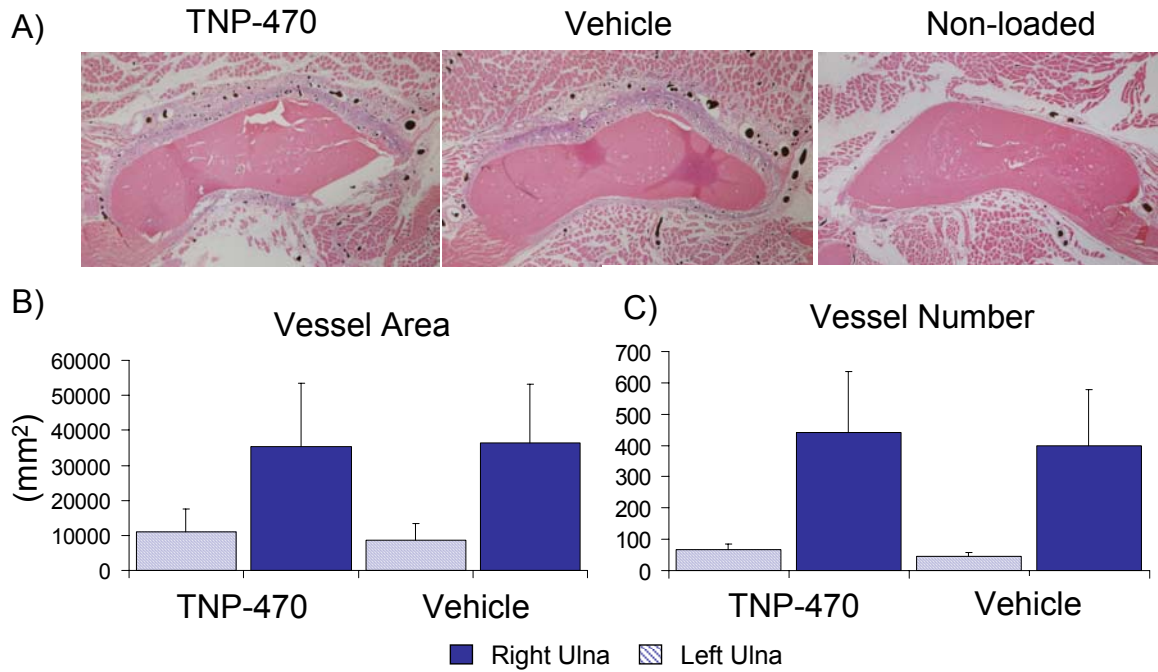 A)
TNP-470 Vehicle Non-loaded
B)
Vessel Area
(mm²)
60000
50000
40000
30000
20000
10000
0
TNP-470 Vehicle
C)
Vessel Number
700
600
500
400
300
200
100
0
TNP-470 Vehicle
Right Ulna Left Ulna